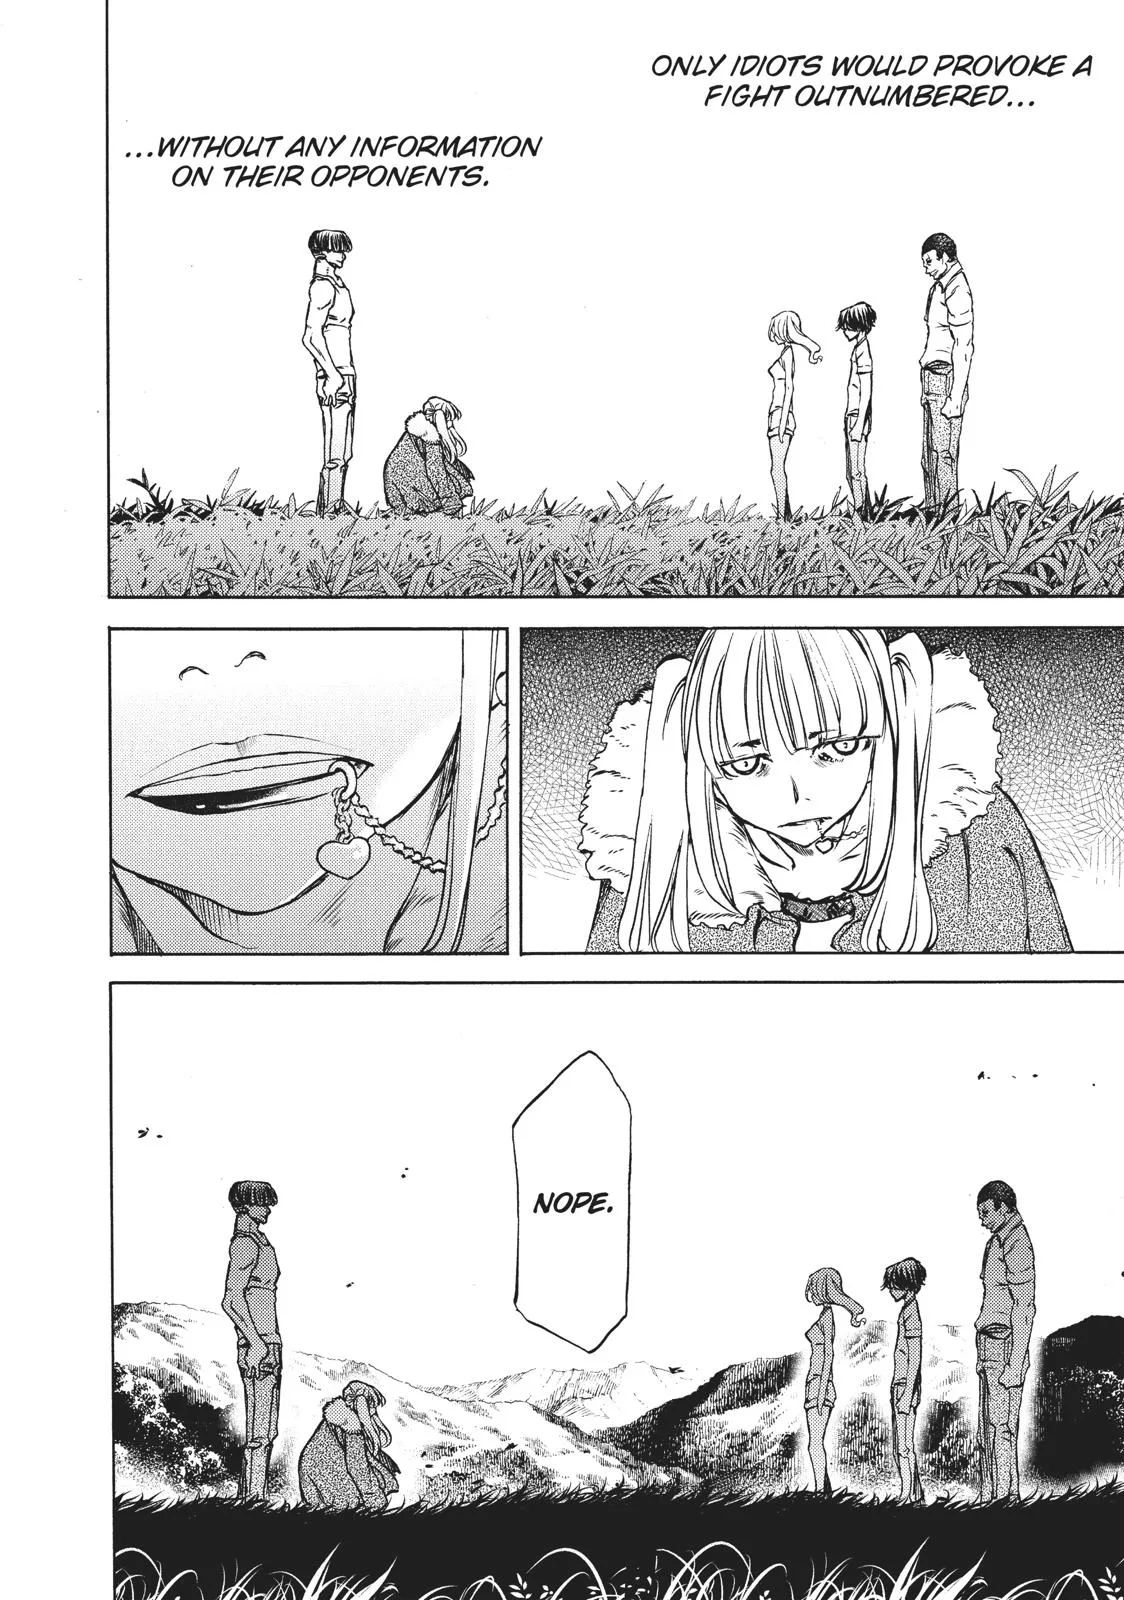 ONLY IDIOTS WOULD PROVOKE A
FIGHT OUTNUMBERED...
...WITHOUT ANY INFORMATION
ON THEIR OPPONENTS.
NOPE.